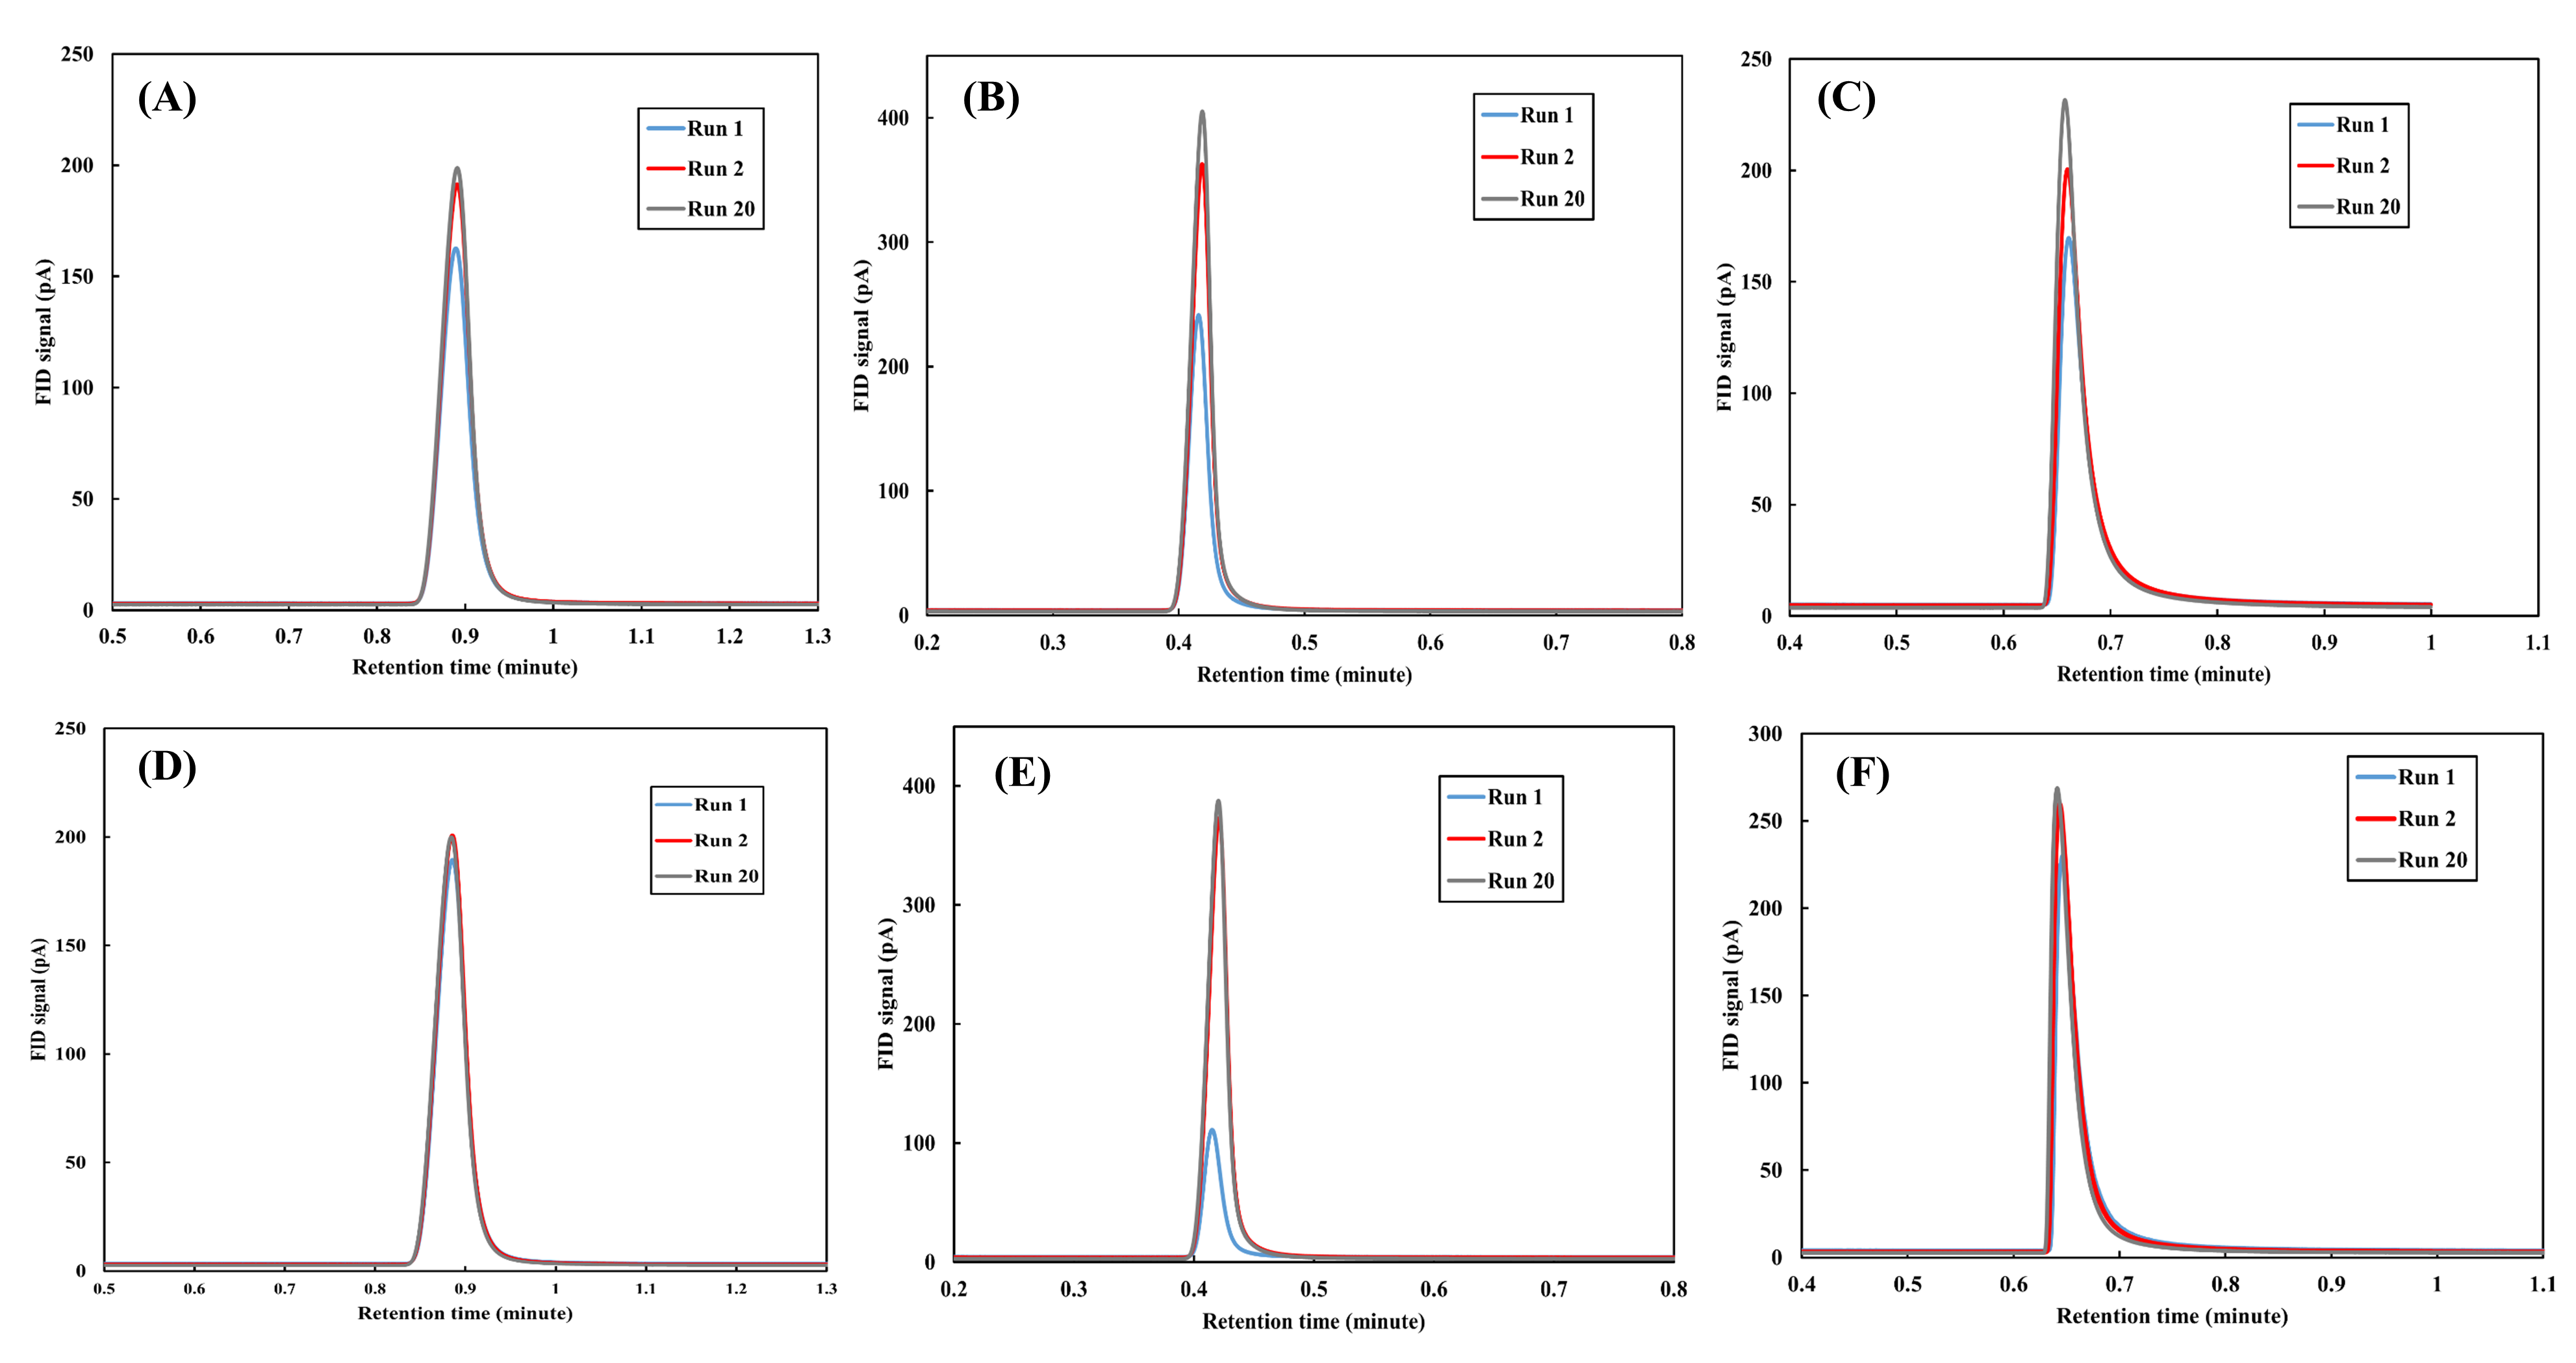 (A)
250
200
150
100
50
0
FID signal (pA)
Run 1
Run 2
Run 20
0.5 0.6 0.7 0.8 0.9 1 1.1 1.2 1.3
Retention time (minute)
(B)
400
300
200
100
0
FID signal (pA)
Run 1
Run 2
Run 20
0.2 0.3 0.4 0.5 0.6 0.7 0.8
Retention time (minute)
(C)
250
200
150
100
50
0
FID signal (pA)
Run 1
Run 2
Run 20
0.4 0.5 0.6 0.7 0.8 0.9 1 1.1
Retention time (minute)
(D)
250
200
150
100
50
0
FID signal (pA)
Run 1
Run 2
Run 20
0.5 0.6 0.7 0.8 0.9 1 1.1 1.2 1.3
Retention time (minute)
(E)
400
300
200
100
0
FID signal (pA)
Run 1
Run 2
Run 20
0.2 0.3 0.4 0.5 0.6 0.7 0.8
Retention time (minute)
(F)
300
250
200
150
100
50
0
FID signal (pA)
Run 1
Run 2
Run 20
0.4 0.5 0.6 0.7 0.8 0.9 1 1.1
Retention time (minute)